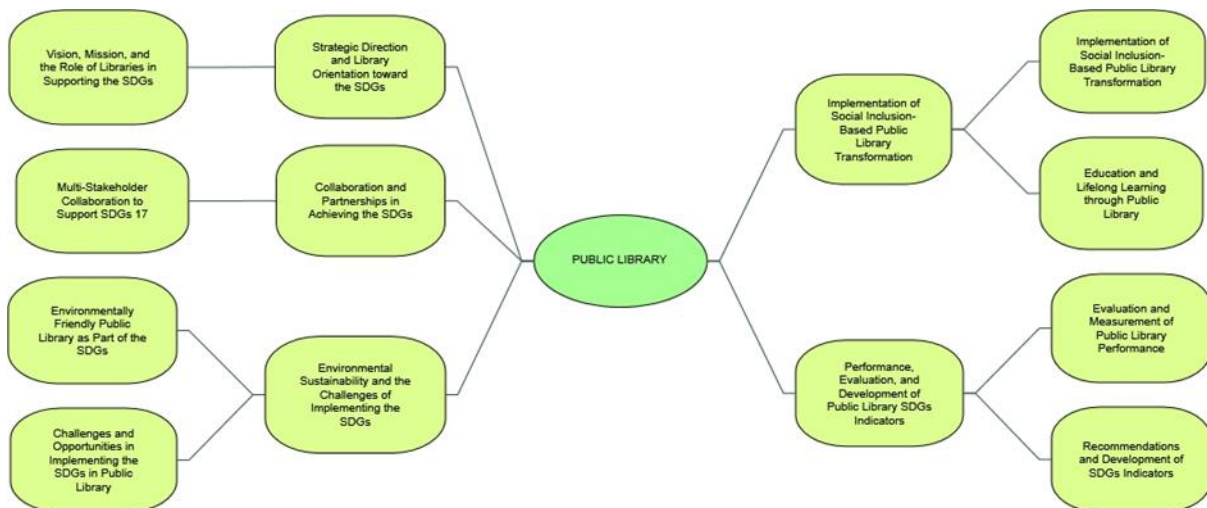 Vision, Mission, and
the Role of Libraries in
Supporting the SDGs
Strategic Direction
and Library
Orientation toward
the SDGs
Multi-Stakeholder
Collaboration to
Support SDGs 17
Collaboration and
Partnerships in
Achieving the SDGs
Environmentally
Friendly Public
Library as Part of the
SDGs
Environmental
Sustainability and the
Challenges of
Implementing the
SDGs
Challenges and
Opportunities in
Implementing the
SDGs in Public
Library
PUBLIC LIBRARY
Implementation of
Social Inclusion-
Based Public
Library
Transformation
Implementation of
Social Inclusion-
Based Public Library
Transformation
Education and
Lifelong Learning
through Public
Library
Performance,
Evaluation, and
Development of
Public Library SDGs
Indicators
Evaluation and
Measurement of
Public Library
Performance
Recommendations
and Development of
SDGs Indicators